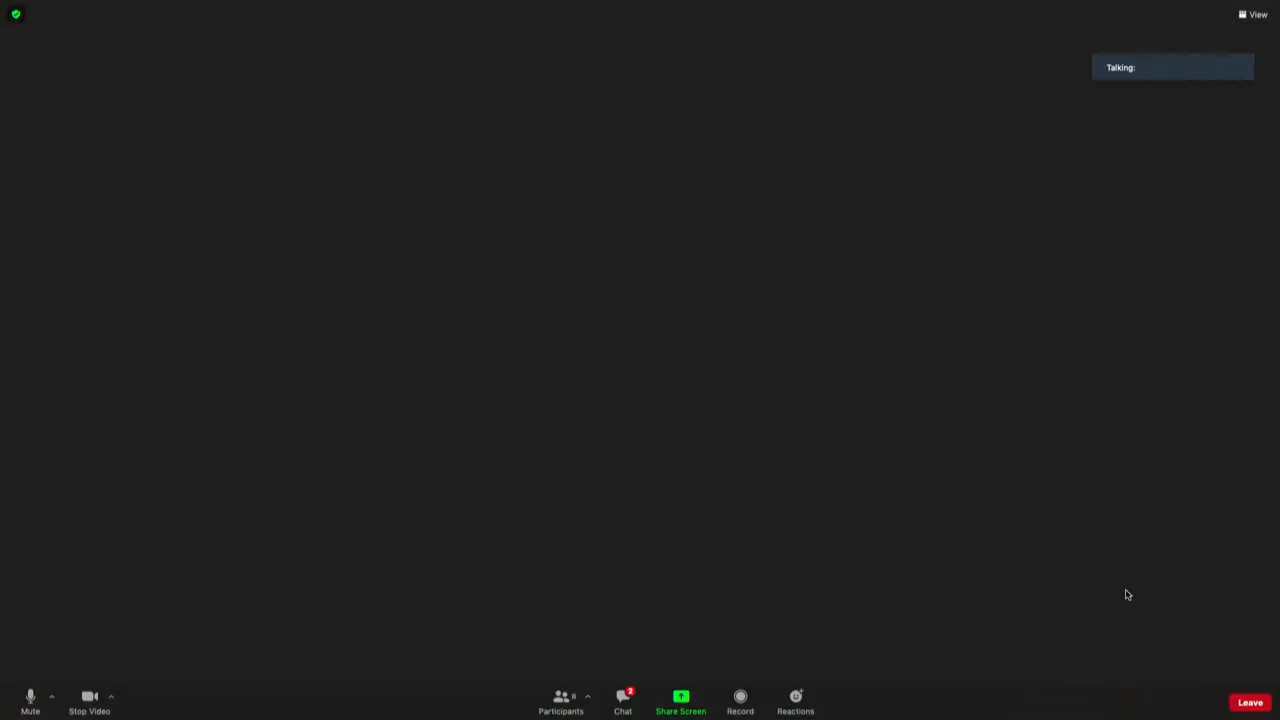 View
Talking:
8
2
Mute
Stop Video
Participants
Chat
Share Screen
Record
Reactions
Leave